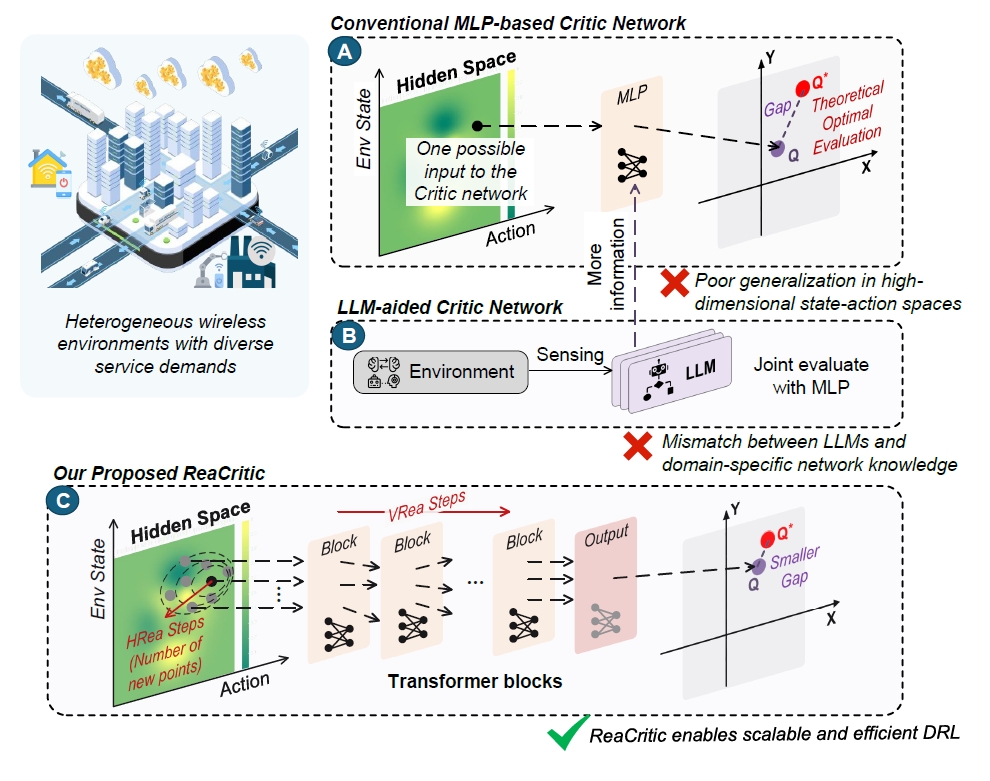 Conventional MLP-based Critic Network
A
Hidden Space
Env State
One possible
input to the
Critic network
Action
MLP
Y
Q*
Gap
Theoretical
Optimal
Evaluation
Q
X
More
information
Poor generalization in high-
dimensional state-action spaces
Heterogeneous wireless
environments with diverse
service demands
LLM-aided Critic Network
B
Environment
Sensing
LLM
Joint evaluate
with MLP
Mismatch between LLMs and
domain-specific network knowledge
Our Proposed ReaCritic
C
Hidden Space
Env State
HRea Steps
(Number of
new points)
Action
VRea Steps
Block
Block
...
Block
Output
Transformer blocks
Y
Q*
Q
Smaller
Gap
X
ReaCritic enables scalable and efficient DRL